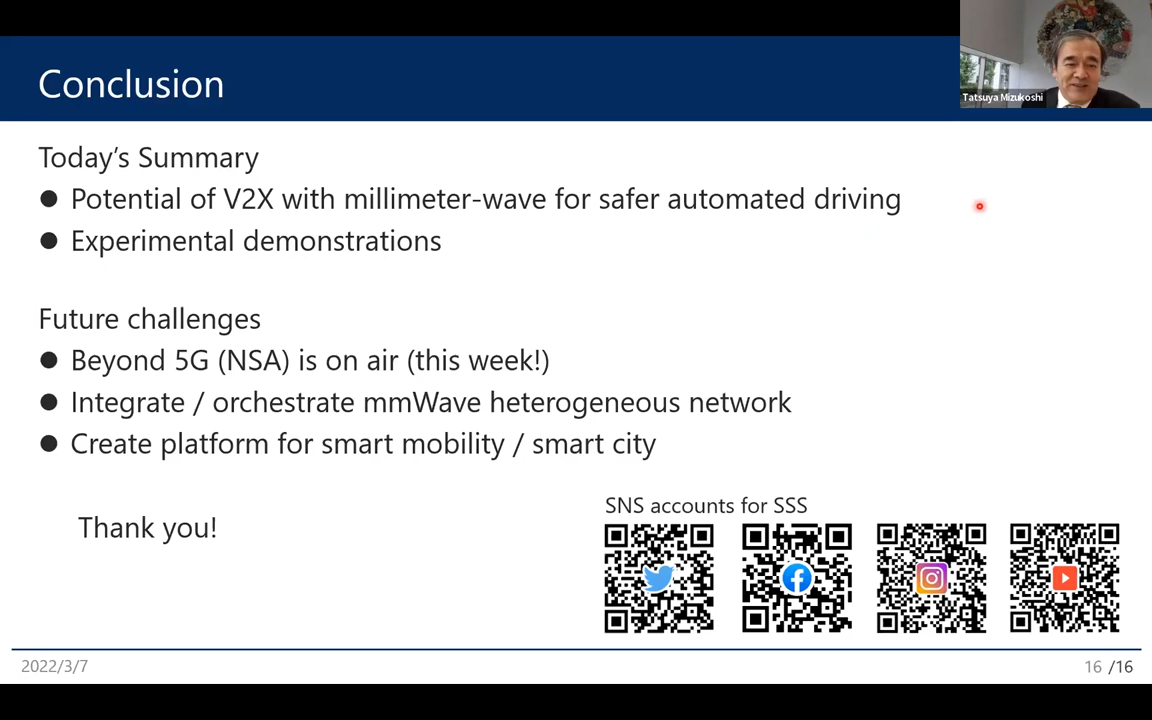 Conclusion
Tatsuya Mizukoshi
Today's Summary
● Potential of V2X with millimeter-wave for safer automated driving
● Experimental demonstrations
Future challenges
● Beyond 5G (NSA) is on air (this week!)
● Integrate / orchestrate mmWave heterogeneous network
● Create platform for smart mobility / smart city
SNS accounts for SSS
Thank you!
2022/3/7
16 /16